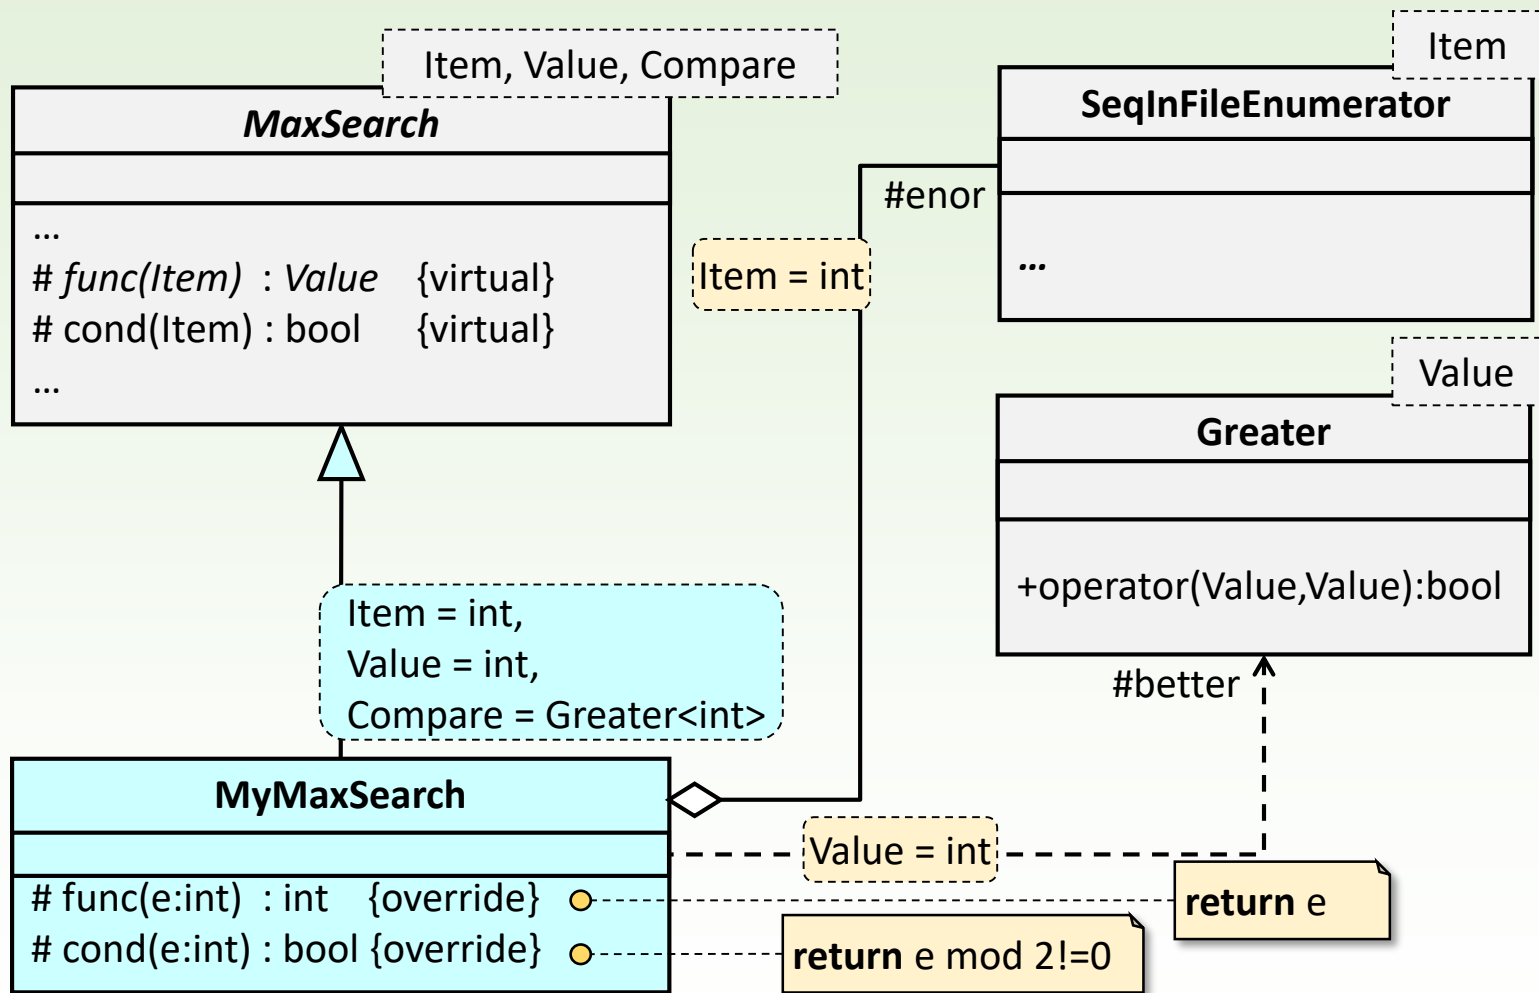 Item, Value, Compare
MaxSearch
...
# func(Item) : Value {virtual}
# cond(Item) : bool {virtual}
...
Item
SeqInFileEnumerator
...
#enor
Item = int
Value
Greater
+operator(Value,Value):bool
#better
Item = int,
Value = int,
Compare = Greater<int>
MyMaxSearch
# func(e:int) : int {override}
# cond(e:int) : bool {override}
Value = int
return e
return e mod 2!=0